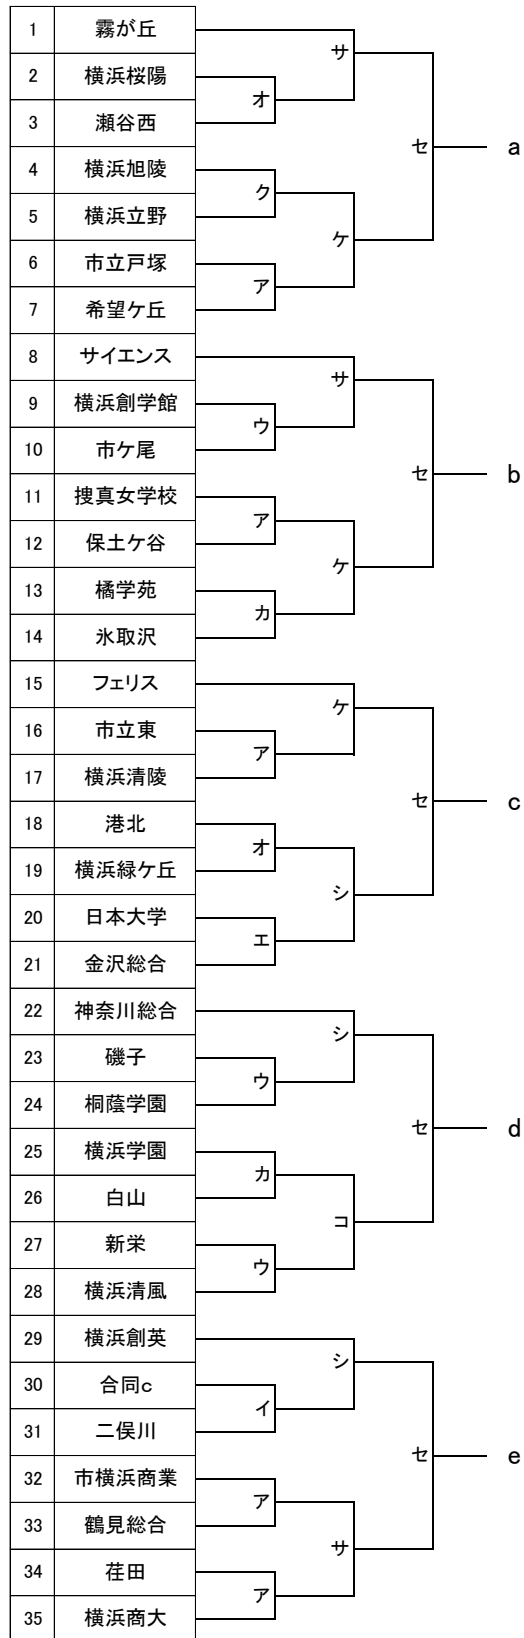 1 霧が丘
サ
2 横浜桜陽
オ
3 瀬谷西
セ a
4 横浜旭陵
ク
5 横浜立野
ケ
6 市立戸塚
ア
7 希望ケ丘
8 サイエンス
サ
9 横浜創学館
ウ
10 市ケ尾
セ b
11 捜真女学校
ア
12 保土ケ谷
ケ
13 橘学苑
カ
14 氷取沢
15 フェリス
ケ
16 市立東
ア
17 横浜清陵
セ c
18 港北
オ
19 横浜緑ケ丘
シ
20 日本大学
エ
21 金沢総合
22 神奈川総合
シ
23 磯子
ウ
24 桐蔭学園
セ d
25 横浜学園
カ
26 白山
コ
27 新栄
ウ
28 横浜清風
29 横浜創英
シ
30 合同c
イ
31 二俣川
セ e
32 市横浜商業
ア
33 鶴見総合
サ
34 荏田
ア
35 横浜商大